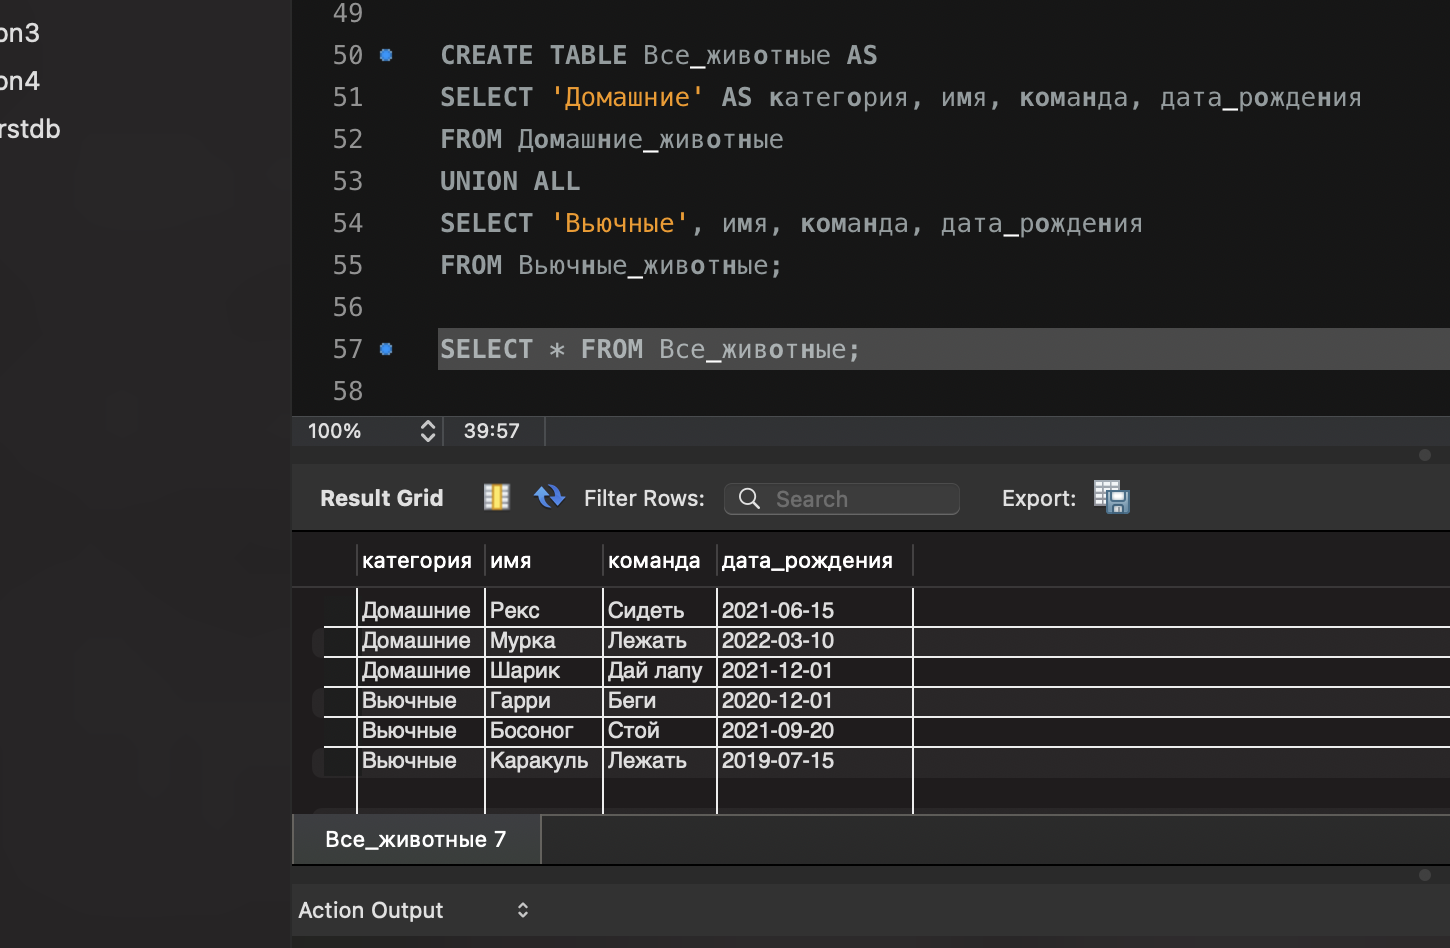 on3
on4
rstdb
49
50 CREATE TABLE Все_животные AS
51 SELECT 'Домашние' AS категория, имя, команда, дата_рождения
52 FROM Домашние_животные
53 UNION ALL
54 SELECT 'Вьючные', имя, команда, дата_рождения
55 FROM Вьючные_животные;
56
57 SELECT * FROM Все_животные;
58
100% 39:57
Result Grid Filter Rows: Search Export:
категория имя команда дата_рождения
Домашние Рекс Сидеть 2021-06-15
Домашние Мурка Лежать 2022-03-10
Домашние Шарик Дай лапу 2021-12-01
Вьючные Гарри Беги 2020-12-01
Вьючные Босоног Стой 2021-09-20
Вьючные Каракуль Лежать 2019-07-15
Все_животные 7
Action Output